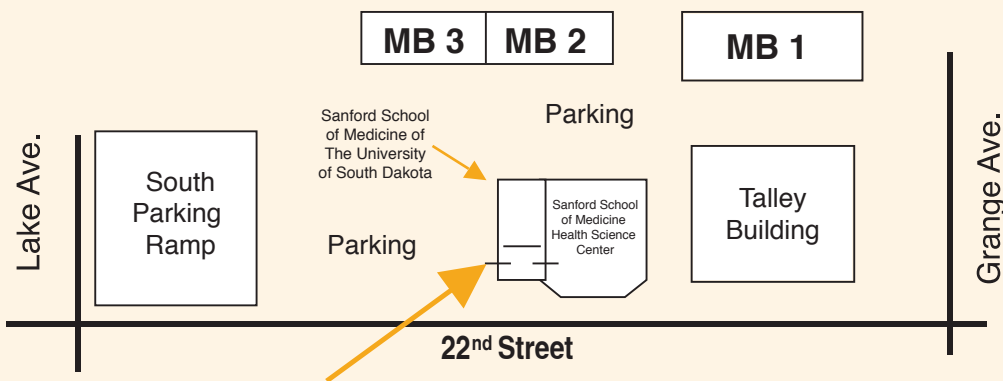 MB 3
MB 2
MB 1
Sanford School
of Medicine of
The University
of South Dakota
Parking
Lake Ave.
South
Parking
Ramp
Parking
Sanford School
of Medicine
Health Science
Center
Talley
Building
Grange Ave.
22nd Street